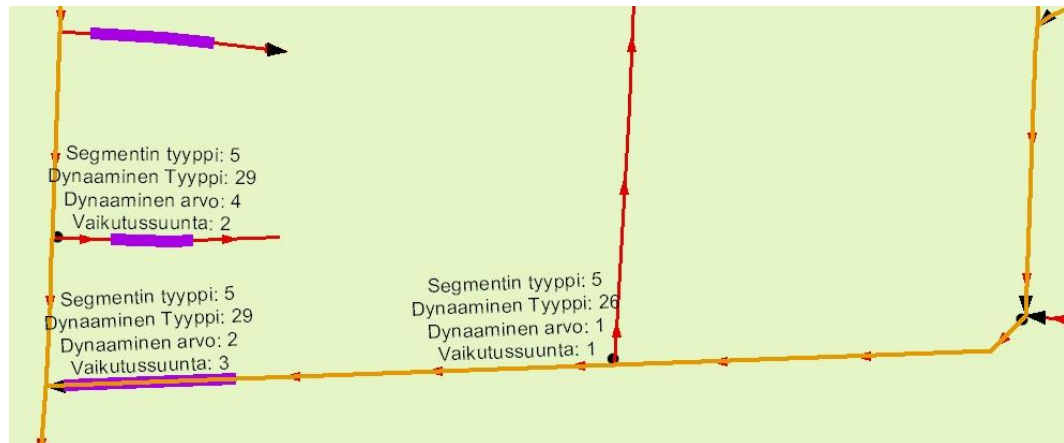 Segmentin tyyppi: 5
Dynaaminen Tyyppi: 29
Dynaaminen arvo: 4
Vaikutussuunta: 2
Segmentin tyyppi: 5
Dynaaminen Tyyppi: 29
Dynaaminen arvo: 2
Vaikutussuunta: 3
Segmentin tyyppi: 5
Dynaaminen Tyyppi: 26
Dynaaminen arvo: 1
Vaikutussuunta: 1